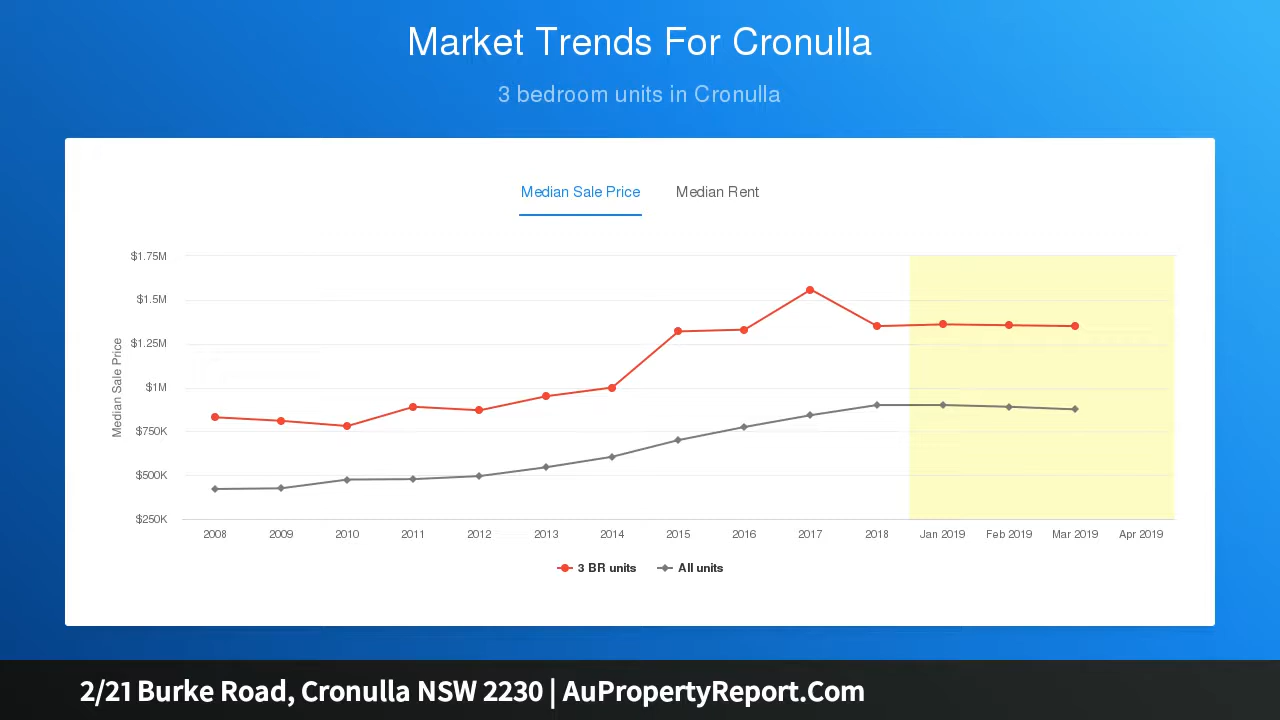 Market Trends For Cronulla
3 bedroom units in Cronulla
Median Sale Price Median Rent
$1.75M
$1.5M
$1.25M
$1M
$750K
$500K
$250K
Median Sale Price
2008 2009 2010 2011 2012 2013 2014 2015 2016 2017 2018 Jan 2019 Feb 2019 Mar 2019 Apr 2019
3 BR units All units
2/21 Burke Road, Cronulla NSW 2230 | AuPropertyReport.Com